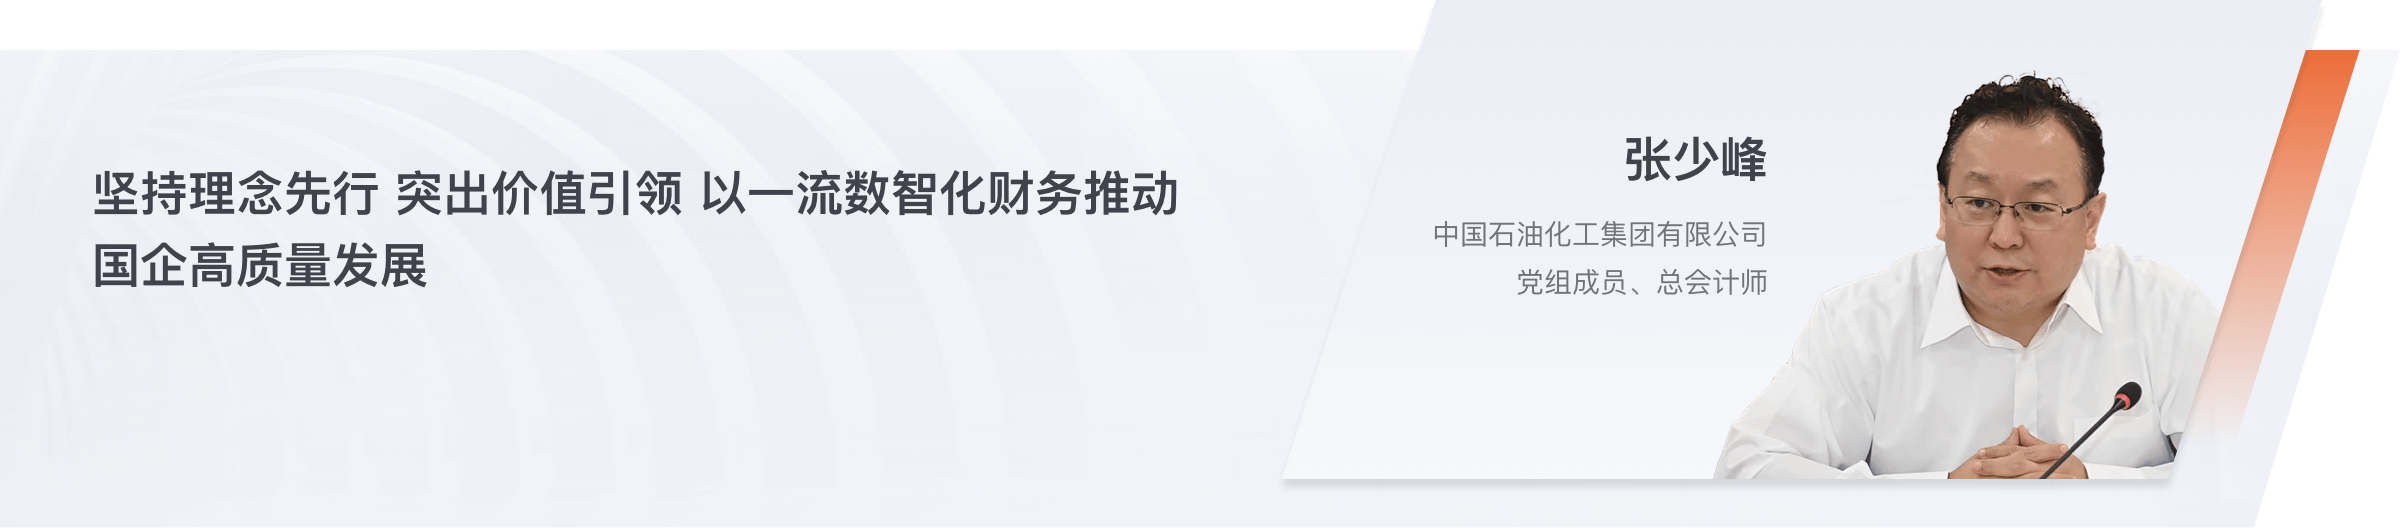 坚持理念先行 突出价值引领 以一流数智化财务推动
国企高质量发展
张少峰
中国石油化工集团有限公司
党组成员、总会计师